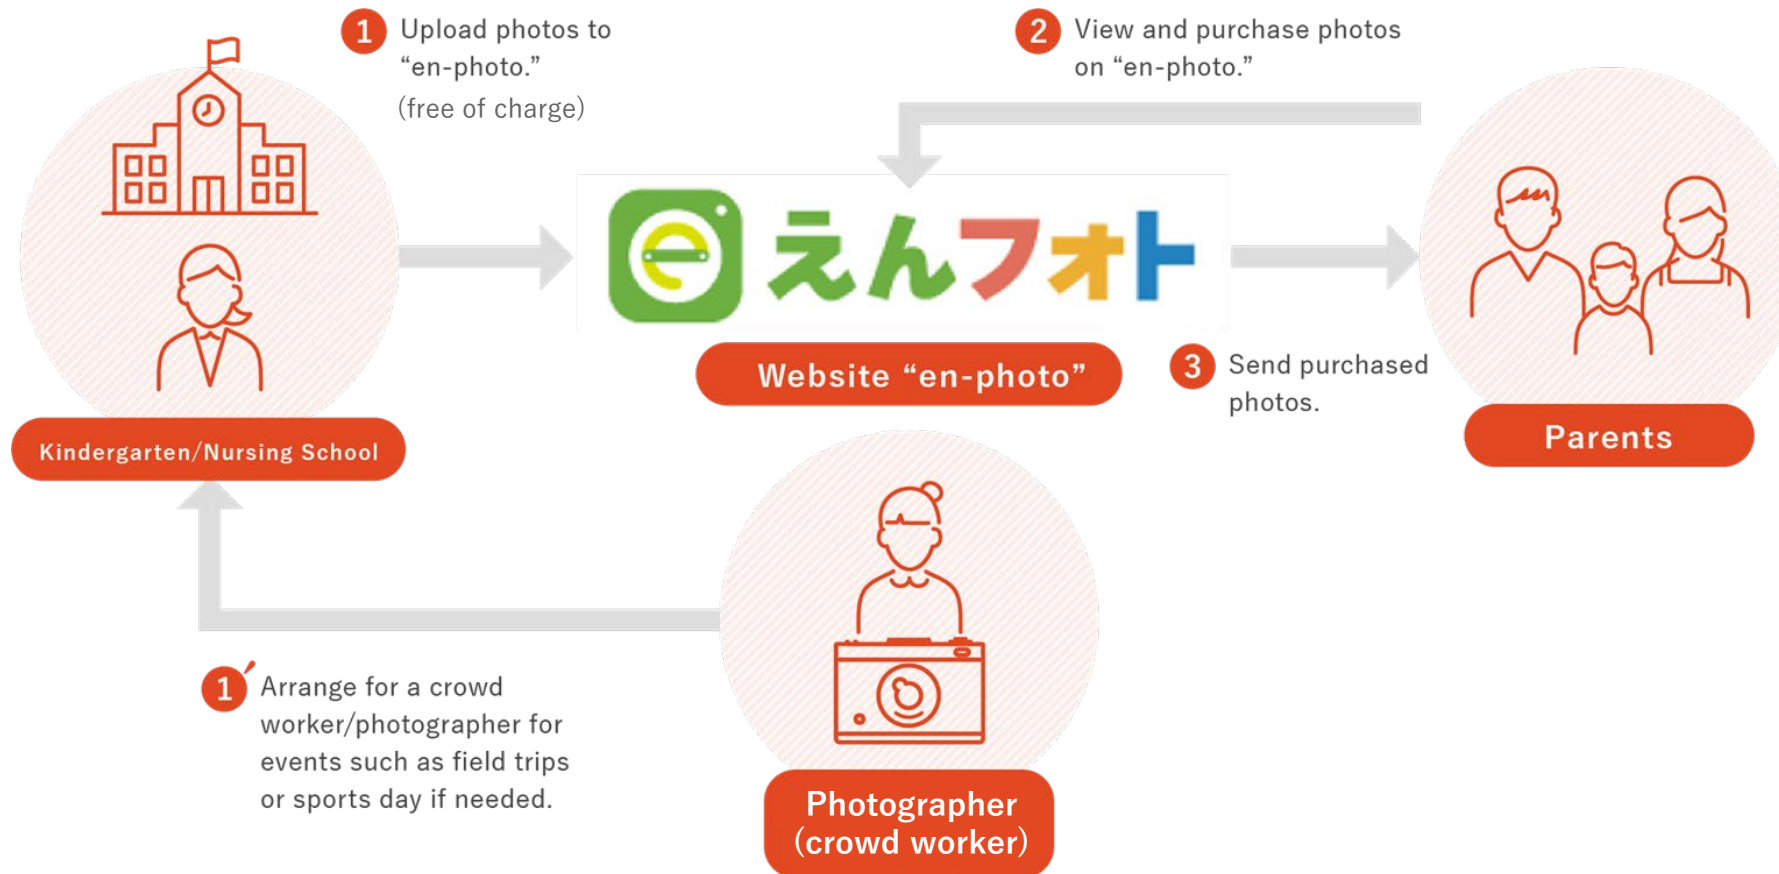 1 Upload photos to
“en-photo.”
(free of charge)
2 View and purchase photos
on “en-photo.”
e えんフォト
Website “en-photo”
3 Send purchased
photos.
Kindergarten/Nursing School
Parents
1′ Arrange for a crowd
worker/photographer for
events such as field trips
or sports day if needed.
Photographer
(crowd worker)